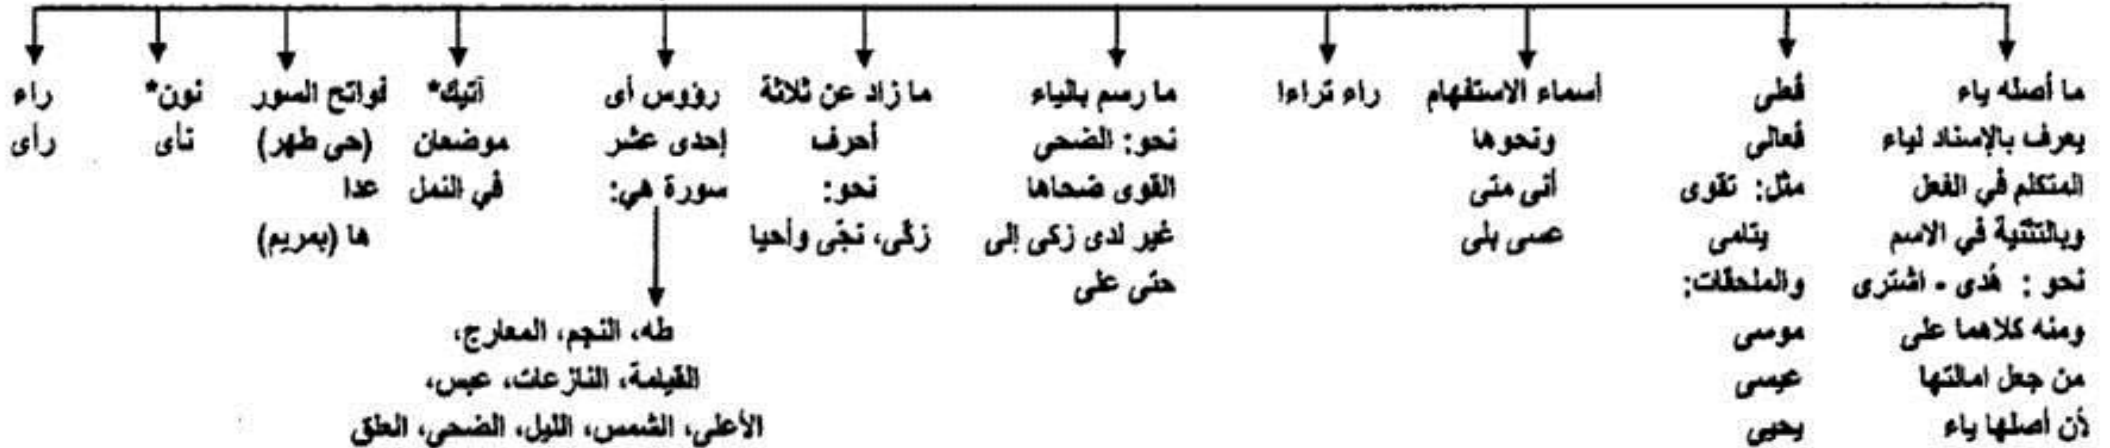 ما أصله ياء
يعرف بالإسناد لياء
المتكلم في الفعل
وبالتثنية في الاسم
نحو : هُدى - اشترى
ومنه كلاهما على
من جعل امالتها
لأن أصلها ياء
فعلى
فعالى
مثل: تقوى
يتامى
والملحقات:
موسى
عيسى
يحيى
أسماء الاستفهام
ونحوها
أنى متى
عسى بلى
راء تراءا
ما رسم بالياء
نحو: الضحى
القوى ضحاها
غير لدى زكى إلى
حتى على
ما زاد عن ثلاثة
أحرف
نحو:
زكّى، نجّى وأحيا
رؤوس أى
إحدى عشر
سورة هي:
طه، النجم، المعارج،
القيامة، النازعات، عبس،
الأعلى، الشمس، الليل، الضحى، العلق
آتيك*
موضعان
في النمل
فواتح السور
(حى طهر)
عدا
ها (بمريم)
نون*
نأى
راء
رأى